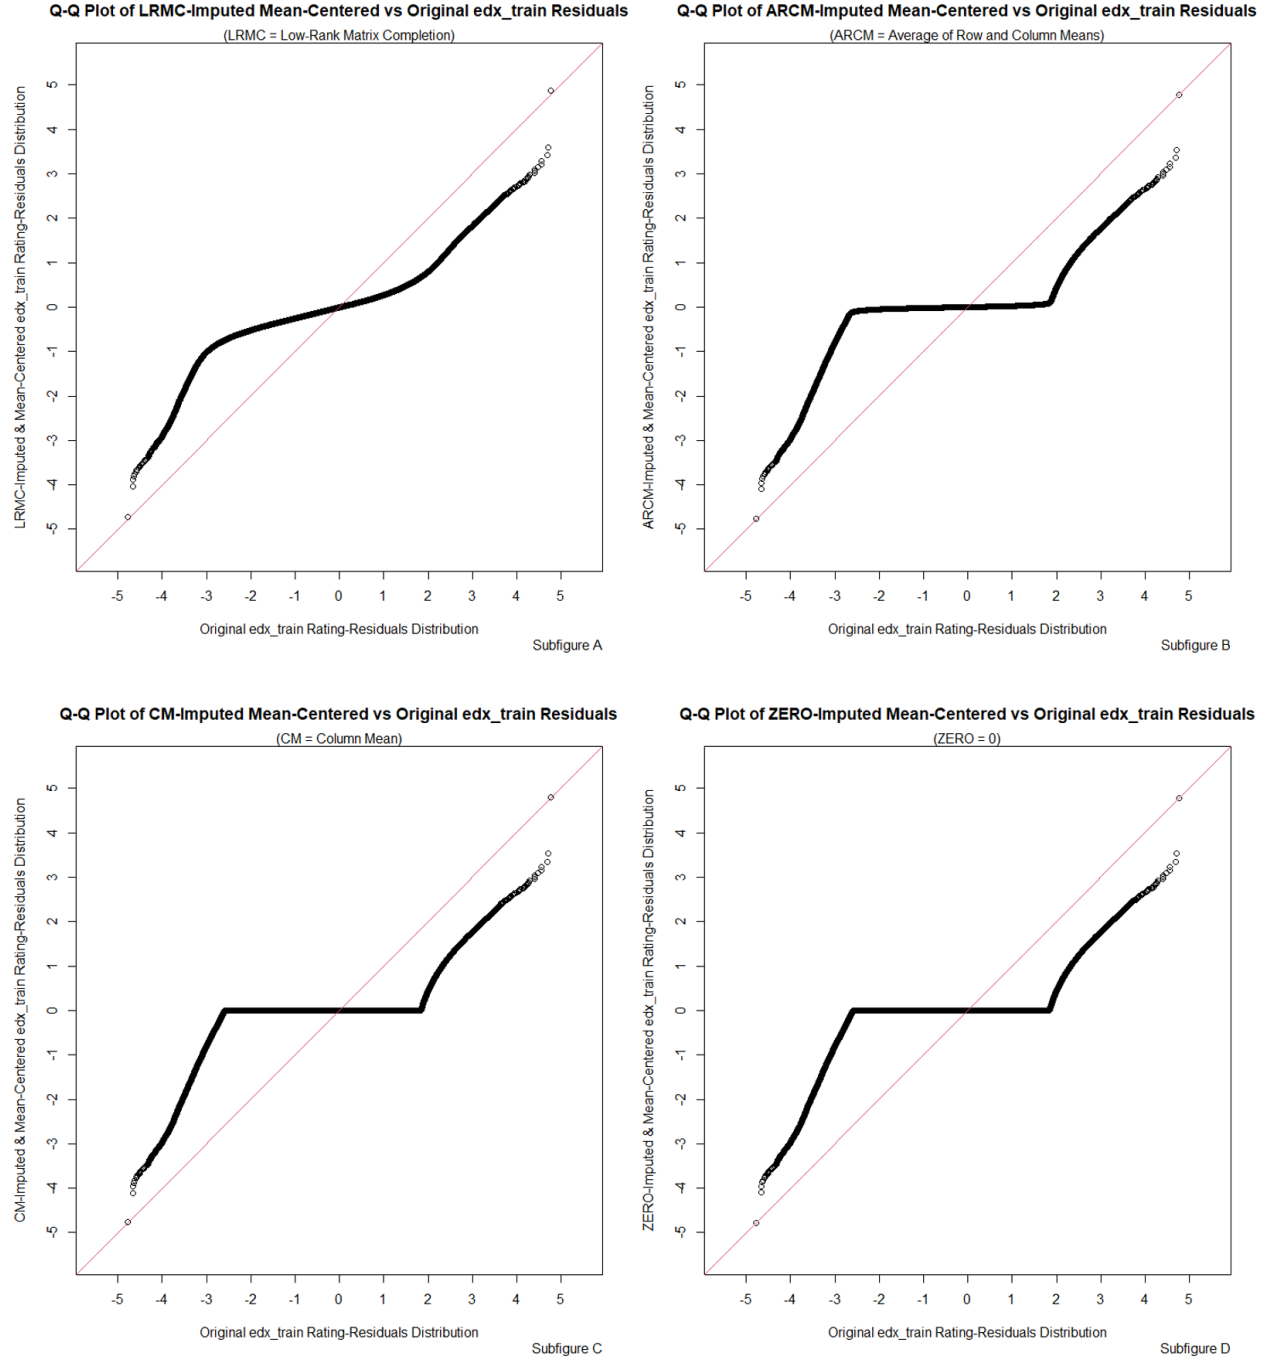 Q-Q Plot of LRMC-Imputed Mean-Centered vs Original edx_train Residuals
(LRMC = Low-Rank Matrix Completion)
LRMC-Imputed & Mean-Centered edx_train Rating-Residuals Distribution
5
4
3
2
1
0
-1
-2
-3
-4
-5
-5 -4 -3 -2 -1 0 1 2 3 4 5
Original edx_train Rating-Residuals Distribution
Subfigure A
Q-Q Plot of ARCM-Imputed Mean-Centered vs Original edx_train Residuals
(ARCM = Average of Row and Column Means)
ARCM-Imputed & Mean-Centered edx_train Rating-Residuals Distribution
5
4
3
2
1
0
-1
-2
-3
-4
-5
-5 -4 -3 -2 -1 0 1 2 3 4 5
Original edx_train Rating-Residuals Distribution
Subfigure B
Q-Q Plot of CM-Imputed Mean-Centered vs Original edx_train Residuals
(CM = Column Mean)
CM-Imputed & Mean-Centered edx_train Rating-Residuals Distribution
5
4
3
2
1
0
-1
-2
-3
-4
-5
-5 -4 -3 -2 -1 0 1 2 3 4 5
Original edx_train Rating-Residuals Distribution
Subfigure C
Q-Q Plot of ZERO-Imputed Mean-Centered vs Original edx_train Residuals
(ZERO = 0)
ZERO-Imputed & Mean-Centered edx_train Rating-Residuals Distribution
5
4
3
2
1
0
-1
-2
-3
-4
-5
-5 -4 -3 -2 -1 0 1 2 3 4 5
Original edx_train Rating-Residuals Distribution
Subfigure D